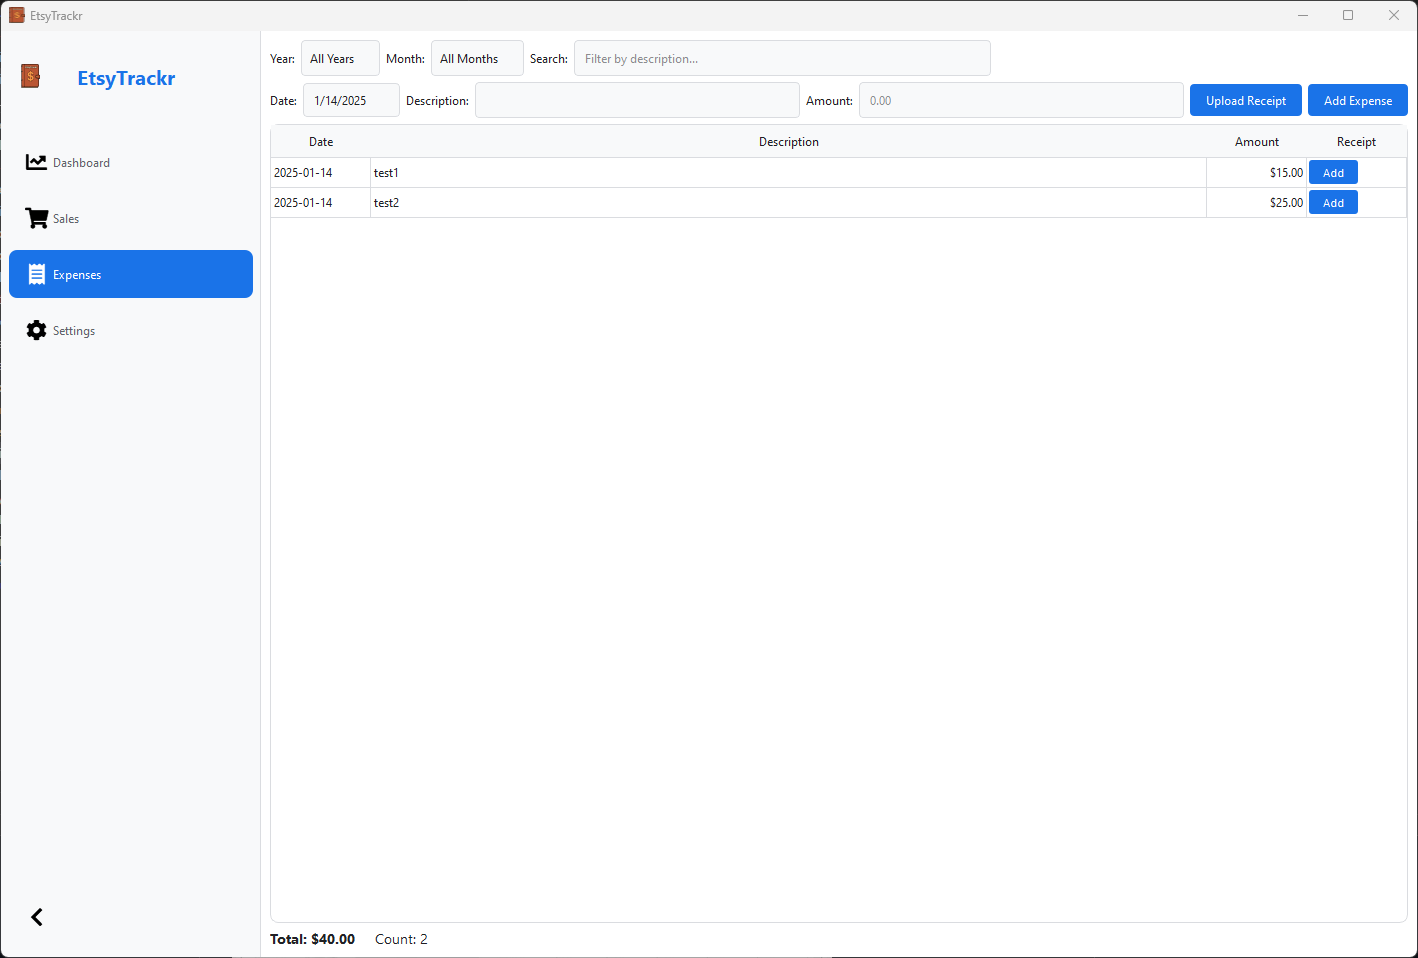 EtsyTrackr
EtsyTrackr
Dashboard
Sales
Expenses
Settings
Year: All Years Month: All Months Search: Filter by description...
Date: 1/14/2025 Description: Amount: 0.00 Upload Receipt Add Expense
Date Description Amount Receipt
2025-01-14 test1 $15.00 Add
2025-01-14 test2 $25.00 Add
Total: $40.00 Count: 2